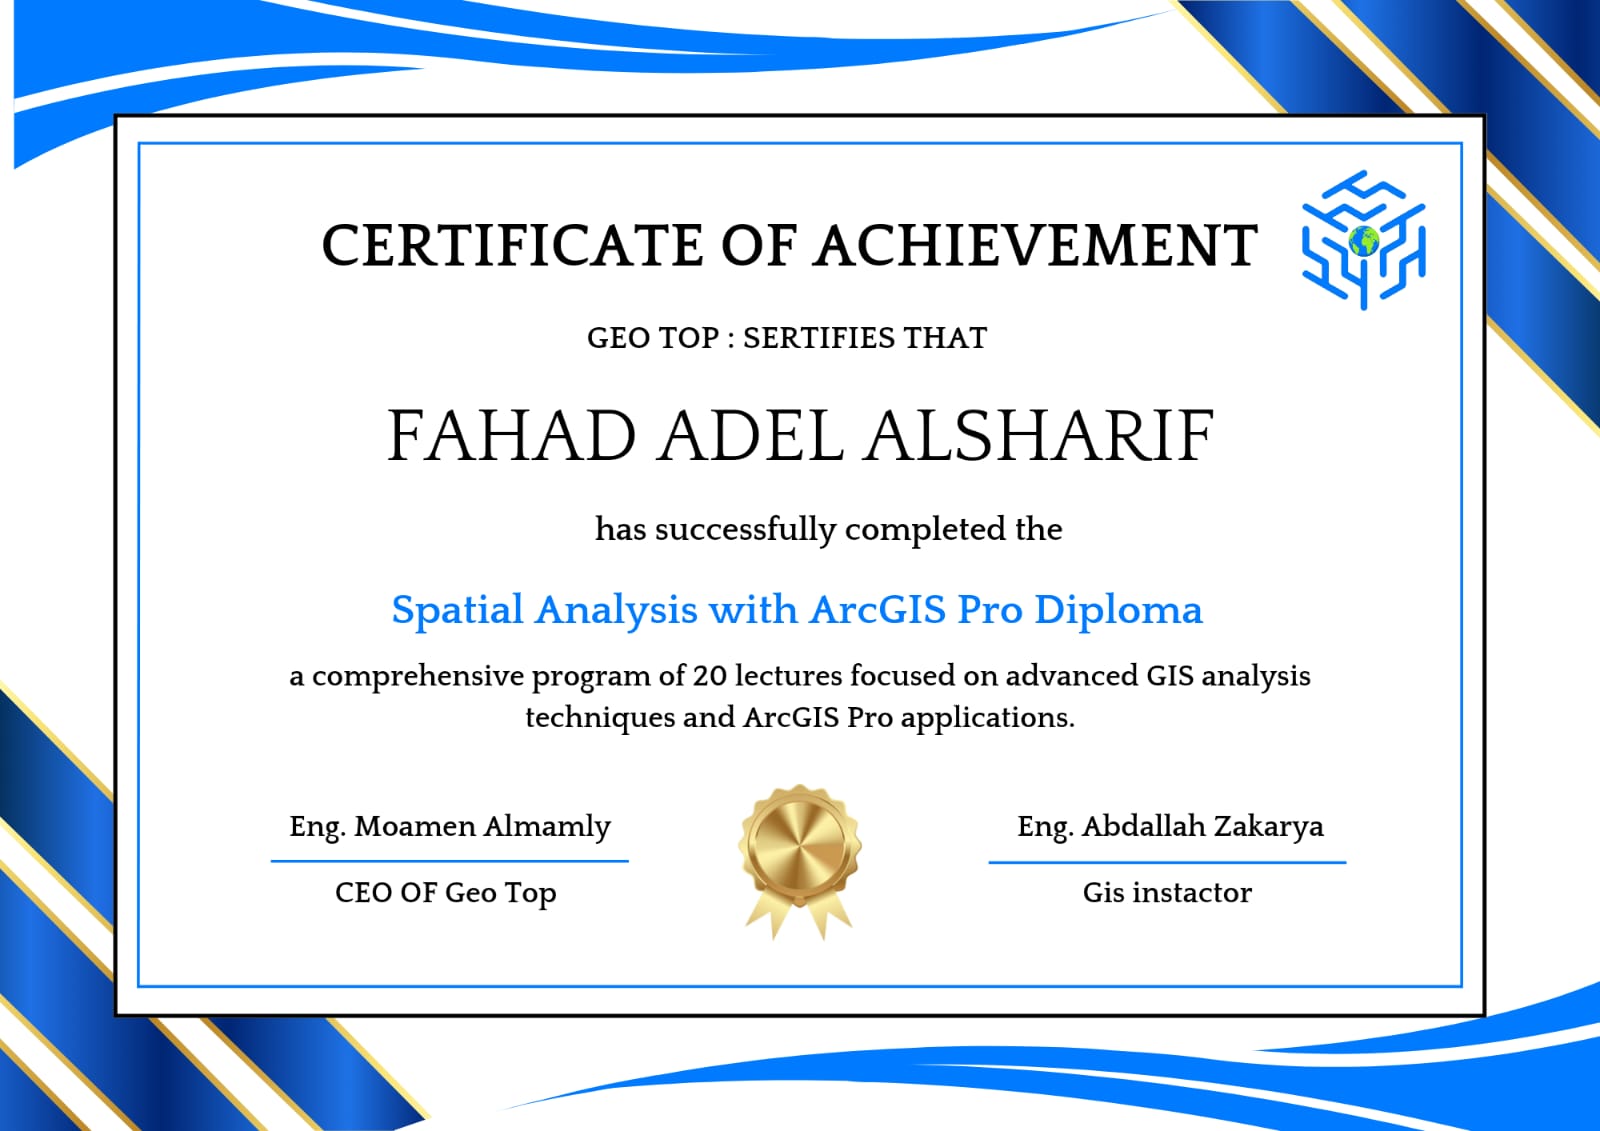 CERTIFICATE OF ACHIEVEMENT
GEO TOP : SERTIFIES THAT
FAHAD ADEL ALSHARIF
has successfully completed the
Spatial Analysis with ArcGIS Pro Diploma
a comprehensive program of 20 lectures focused on advanced GIS analysis
techniques and ArcGIS Pro applications.
Eng. Moamen Almamly
CEO OF Geo Top
Eng. Abdallah Zakarya
Gis instactor